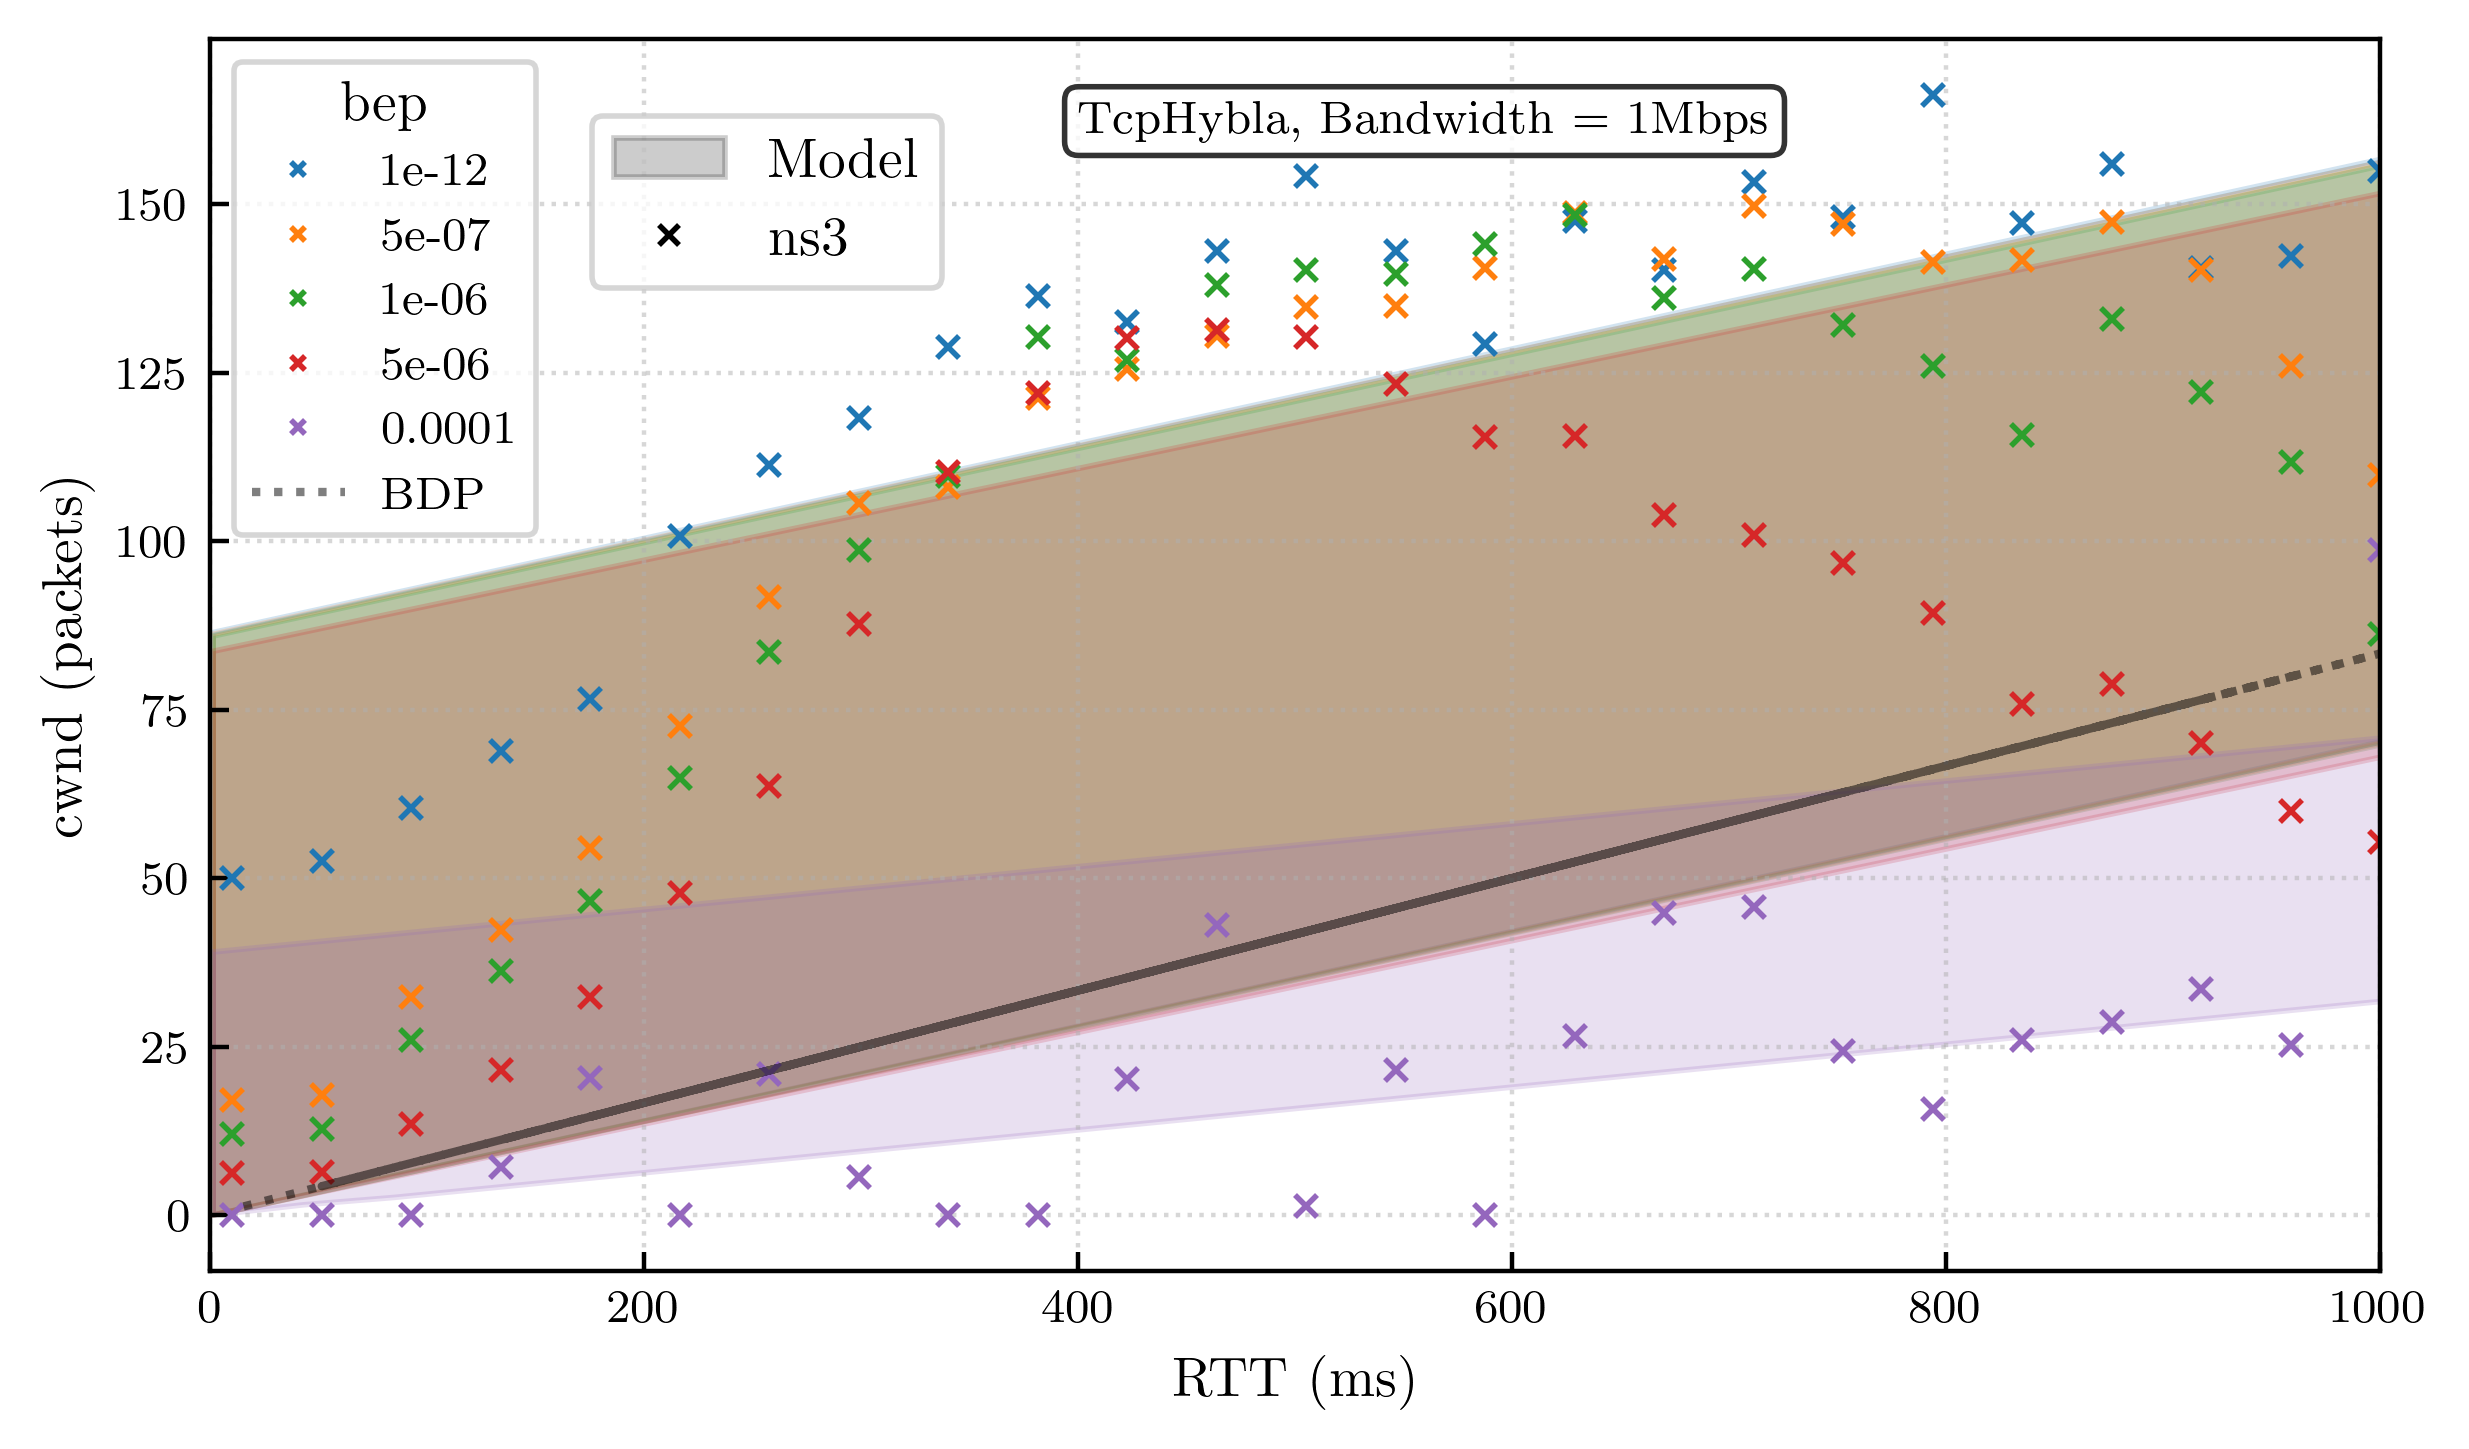 bep
1e-12
5e-07
1e-06
5e-06
0.0001
BDP
Model
ns3
TcpHybla, Bandwidth = 1Mbps
cwnd (packets)
150
125
100
75
50
25
0
0 200 400 600 800 1000
RTT (ms)